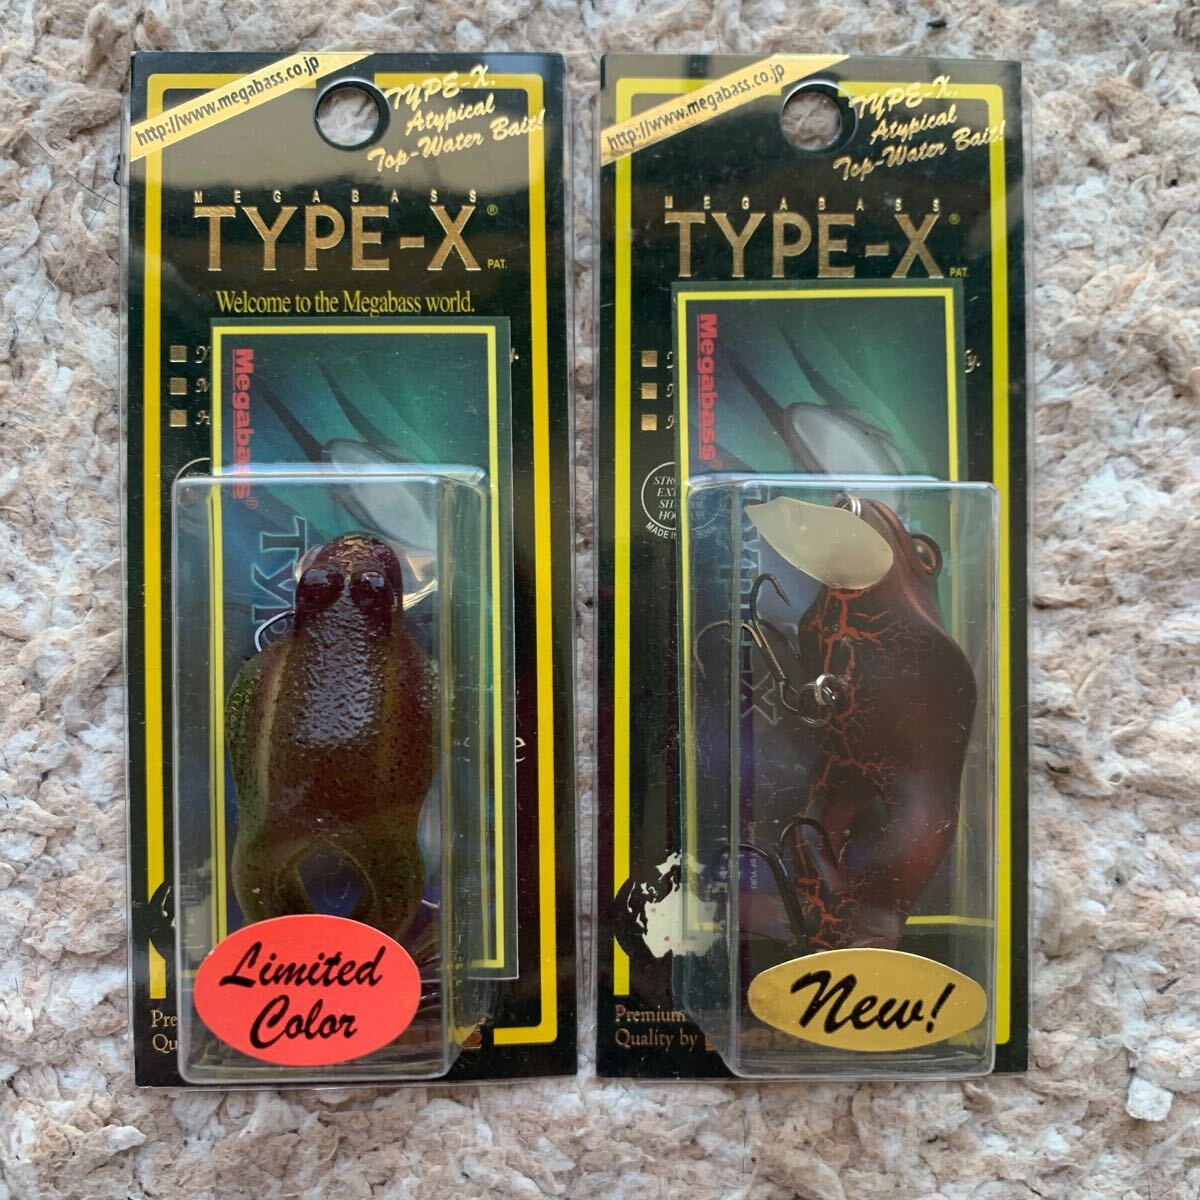 http://www.megabass.co.jp
TYPE-X.
Atypical
Top-Water Bait!
MEGABASS
TYPE-X®
PAT.
Welcome to the Megabass world.
Megabass®
Limited
Color
http://www.megabass.co.jp
TYPE-X.
Atypical
Top-Water Bait!
MEGABASS
TYPE-X®
PAT.
Megabass®
MADE IN
New!
Premium
Quality by